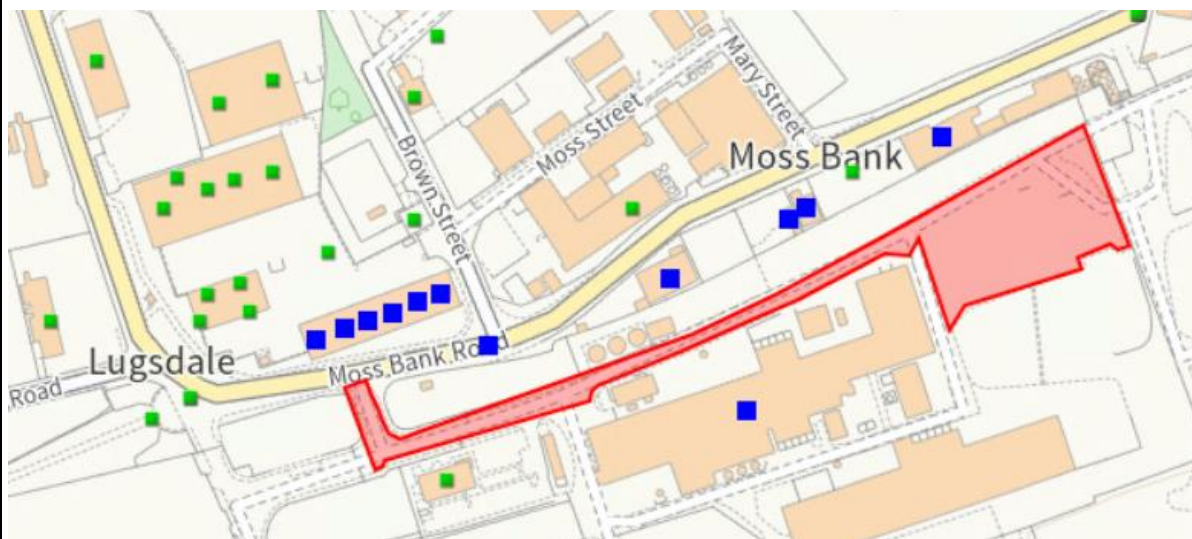 Mary Street
Moss Street
Moss Bank
Brown Street
Moss Bank Road
Lugsdale
Road